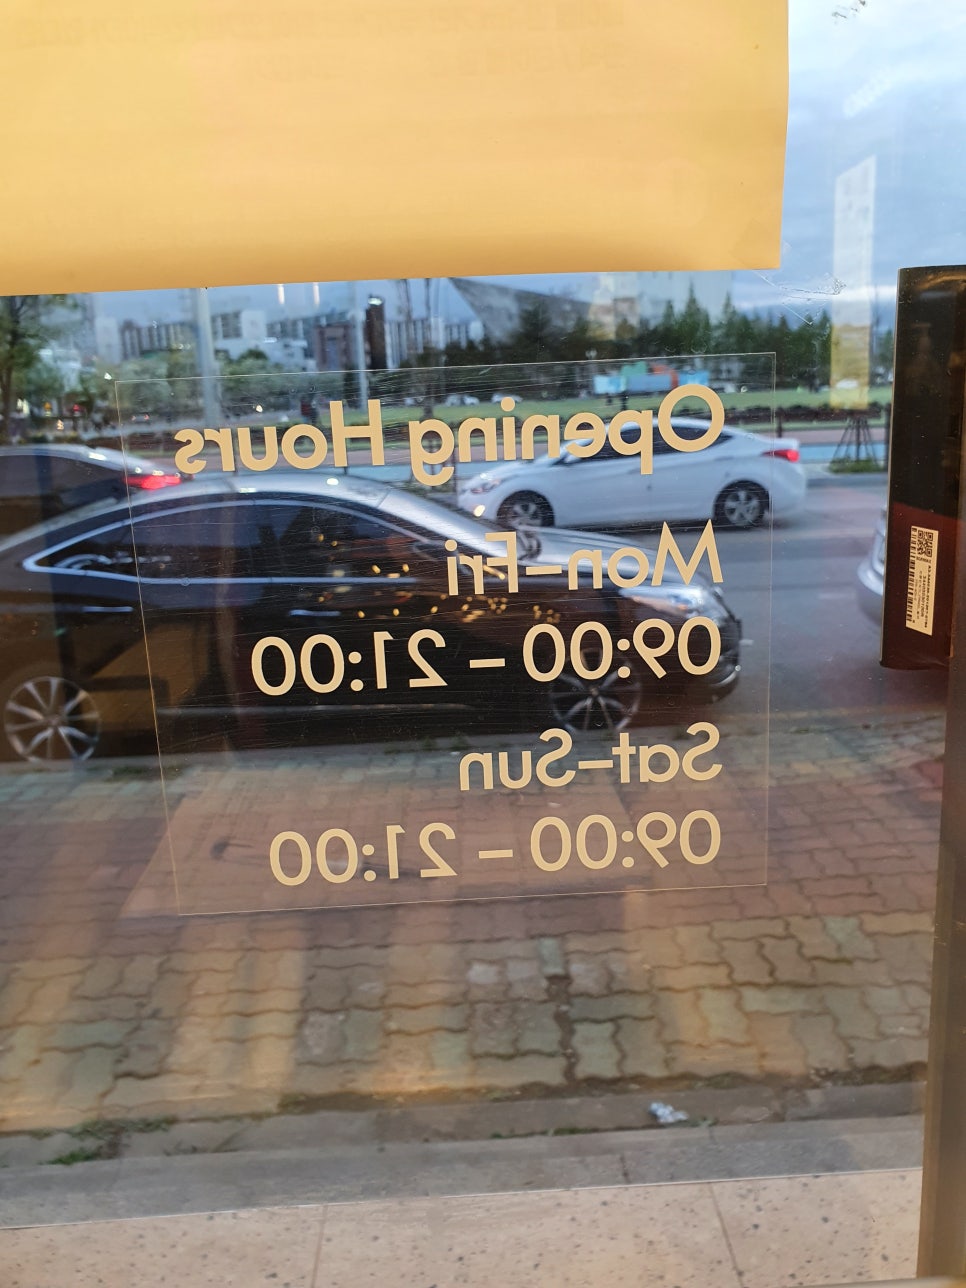 Opening Hours
Mon-Fri
09:00 - 21:00
Sat-Sun
09:00 - 21:00